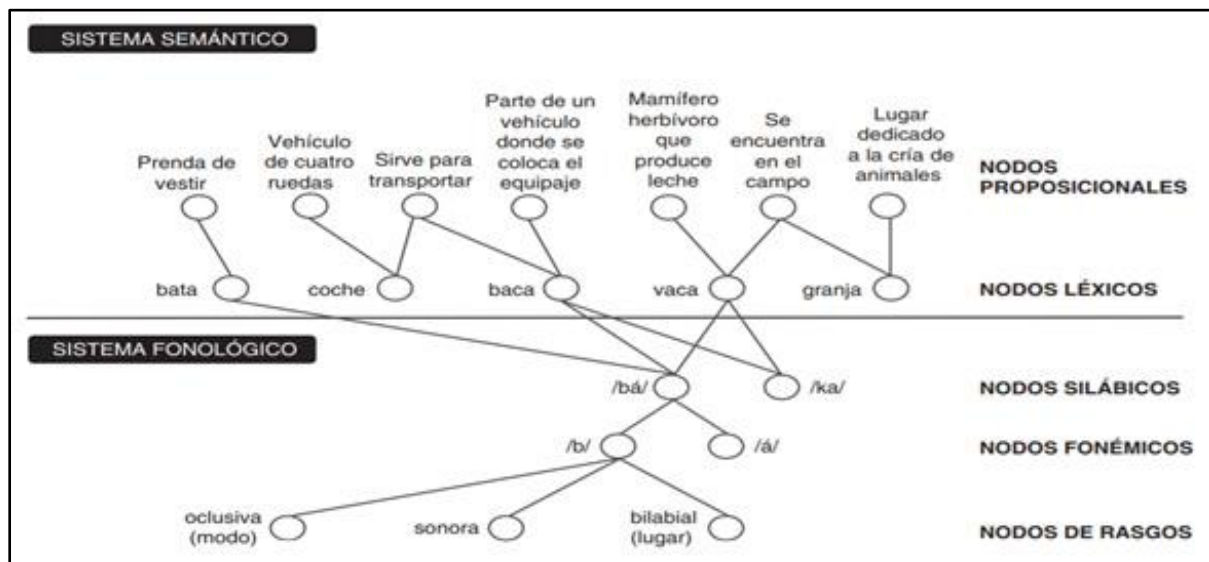 SISTEMA SEMÁNTICO
Prenda de
vestir
Vehículo
de cuatro
ruedas
Sirve para
transportar
Parte de un
vehículo
donde se
coloca el
equipaje
Mamífero
herbívoro
que
produce
leche
Se
encuentra
en el
campo
Lugar
dedicado
a la cría de
animales
NODOS
PROPOSICIONALES
bata
coche
baca
vaca
granja
NODOS LÉXICOS
SISTEMA FONOLÓGICO
/bá/
/ka/
NODOS SILÁBICOS
/b/
/á/
NODOS FONÉMICOS
oclusiva
(modo)
sonora
bilabial
(lugar)
NODOS DE RASGOS